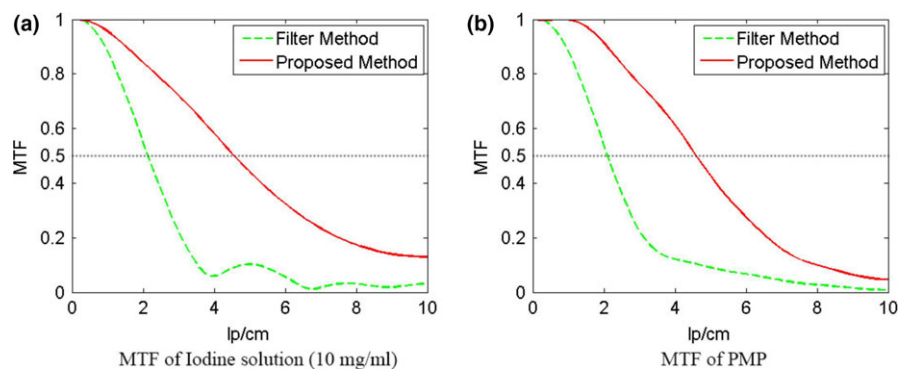 (a)
Filter Method
Proposed Method
1
0.8
0.6
0.5
0.4
0.2
0
MTF
0 2 4 6 8 10
lp/cm
MTF of Iodine solution (10 mg/ml)
(b)
Filter Method
Proposed Method
1
0.8
0.6
0.5
0.4
0.2
0
MTF
0 2 4 6 8 10
lp/cm
MTF of PMP